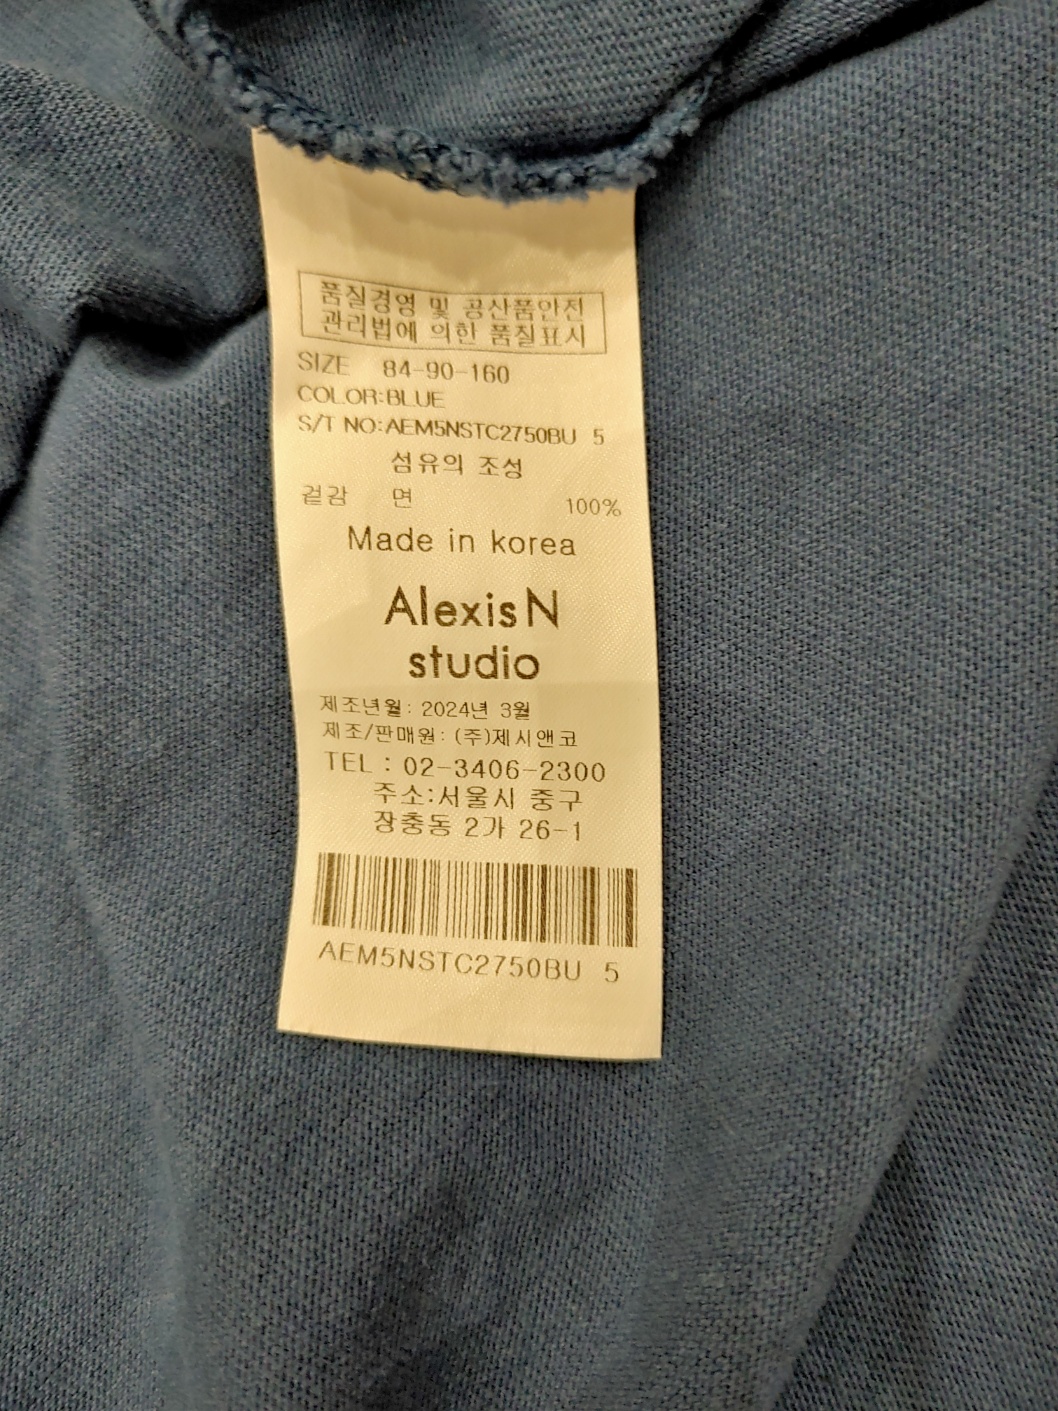 품질경영 및 공산품안전
관리법에 의한 품질표시
SIZE 84-90-160
COLOR:BLUE
S/T NO:AEM5NSTC2750BU 5
섬유의 조성
겉감 면 100%
Made in korea
AlexisN
studio
제조년월: 2024년 3월
제조/판매원: (주)제시앤코
TEL : 02-3406-2300
주소:서울시 중구
장충동 2가 26-1
AEM5NSTC2750BU 5